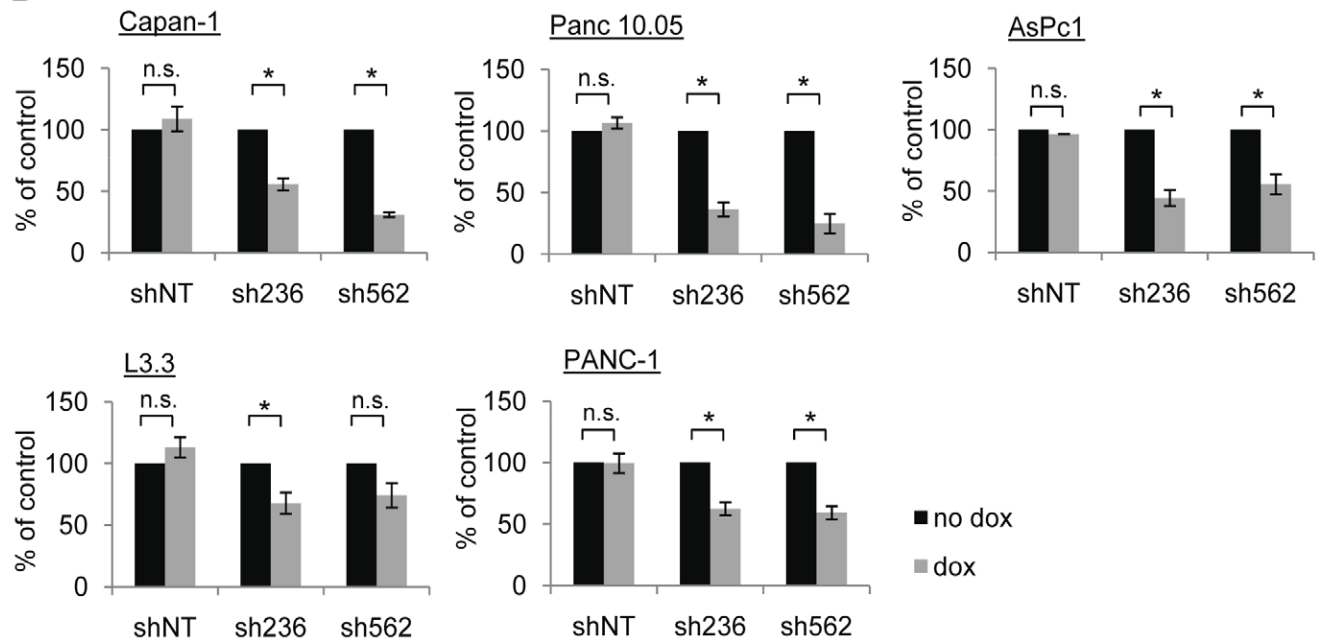 Capan-1
150
100
50
0
% of control
n.s.
*
*
shNT sh236 sh562
Panc 10.05
150
100
50
0
% of control
n.s.
*
*
shNT sh236 sh562
AsPc1
150
100
50
0
% of control
n.s.
*
*
shNT sh236 sh562
L3.3
150
100
50
0
% of control
n.s.
*
n.s.
shNT sh236 sh562
PANC-1
150
100
50
0
% of control
n.s.
*
*
shNT sh236 sh562
no dox
dox